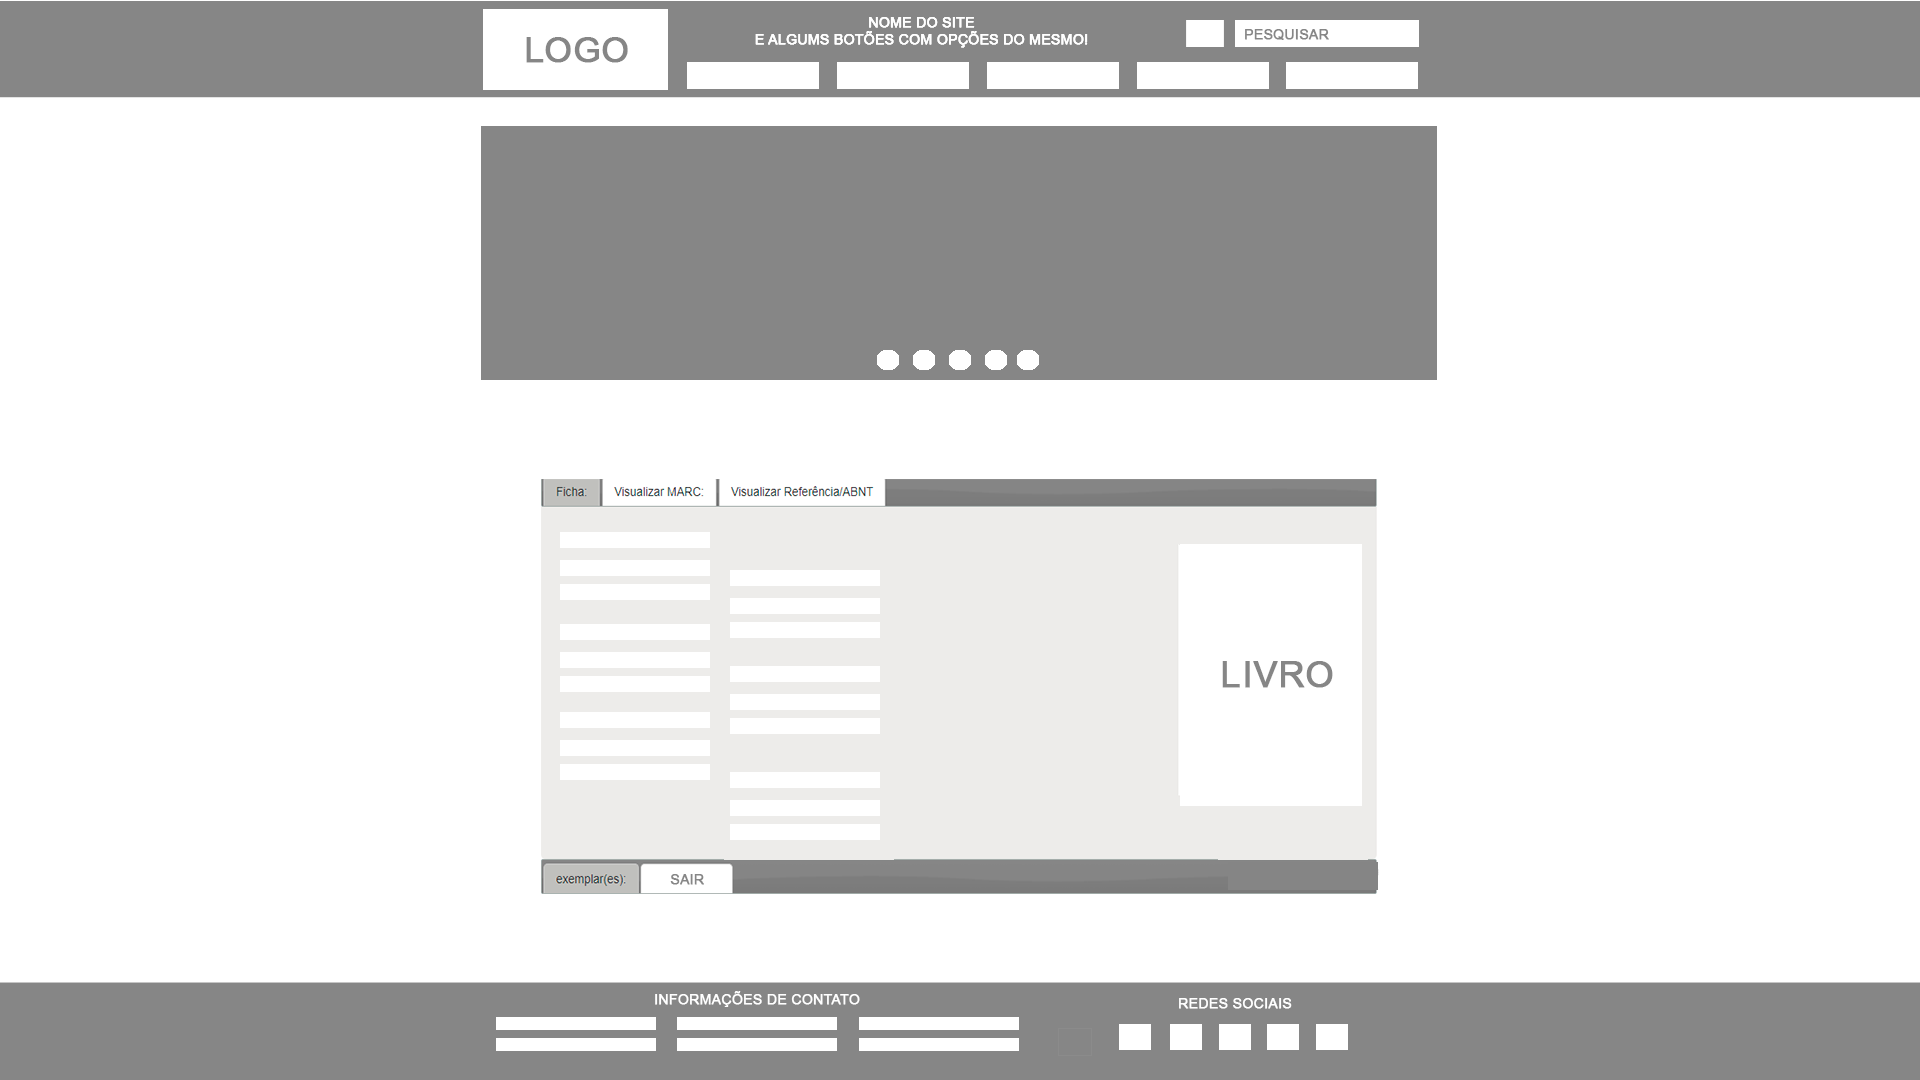 LOGO
NOME DO SITE
E ALGUMS BOTÕES COM OPÇÕES DO MESMOI
PESQUISAR
Ficha:
Visualizar MARC:
Visualizar Referência/ABNT
LIVRO
exemplar(es):
SAIR
INFORMAÇÕES DE CONTATO
REDES SOCIAIS